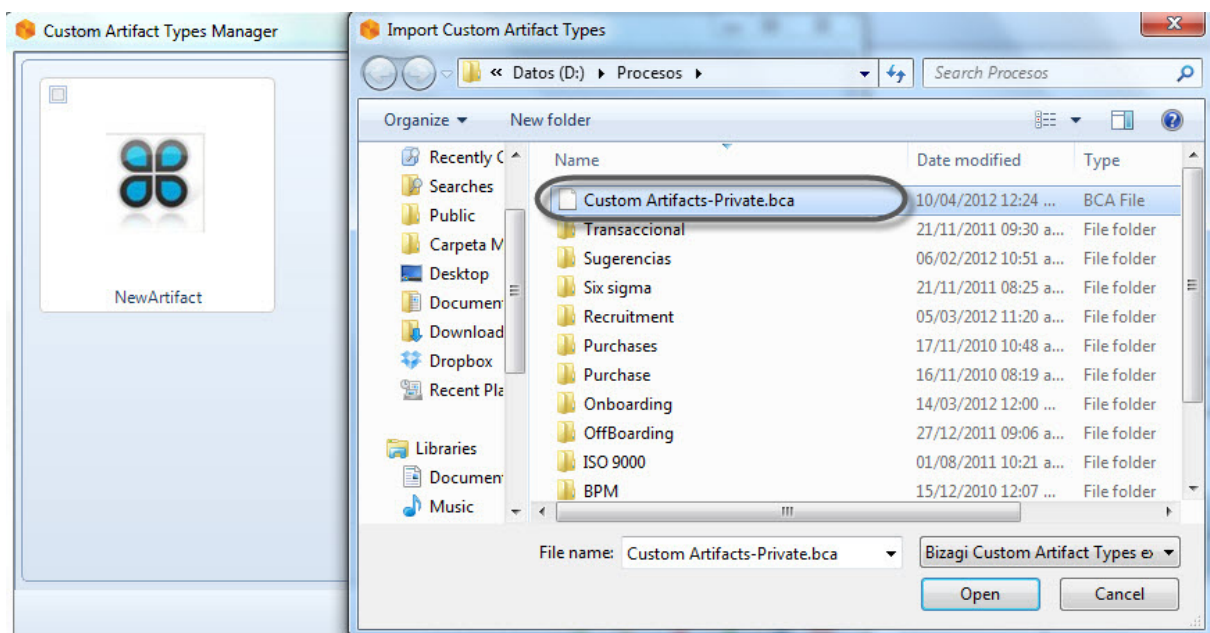 Custom Artifact Types Manager
NewArtifact
Import Custom Artifact Types
« Datos (D:) Procesos
Search Procesos
Organize New folder
Name Date modified Type
Custom Artifacts-Private.bca 10/04/2012 12:24 ... BCA File
Transaccional 21/11/2011 09:30 a... File folder
Sugerencias 06/02/2012 10:51 a... File folder
Six sigma 21/11/2011 08:25 a... File folder
Recruitment 05/03/2012 11:20 a... File folder
Purchases 17/11/2010 10:48 a... File folder
Purchase 16/11/2010 08:19 a... File folder
Onboarding 14/03/2012 12:00 ... File folder
OffBoarding 27/12/2011 09:06 a... File folder
ISO 9000 01/08/2011 10:21 a... File folder
BPM 15/12/2010 12:07 ... File folder
Recently C
Searches
Public
Carpeta M
Desktop
Documen
Download
Dropbox
Recent Pla
Libraries
Documen
Music
File name: Custom Artifacts-Private.bca
Bizagi Custom Artifact Types ex
Open Cancel